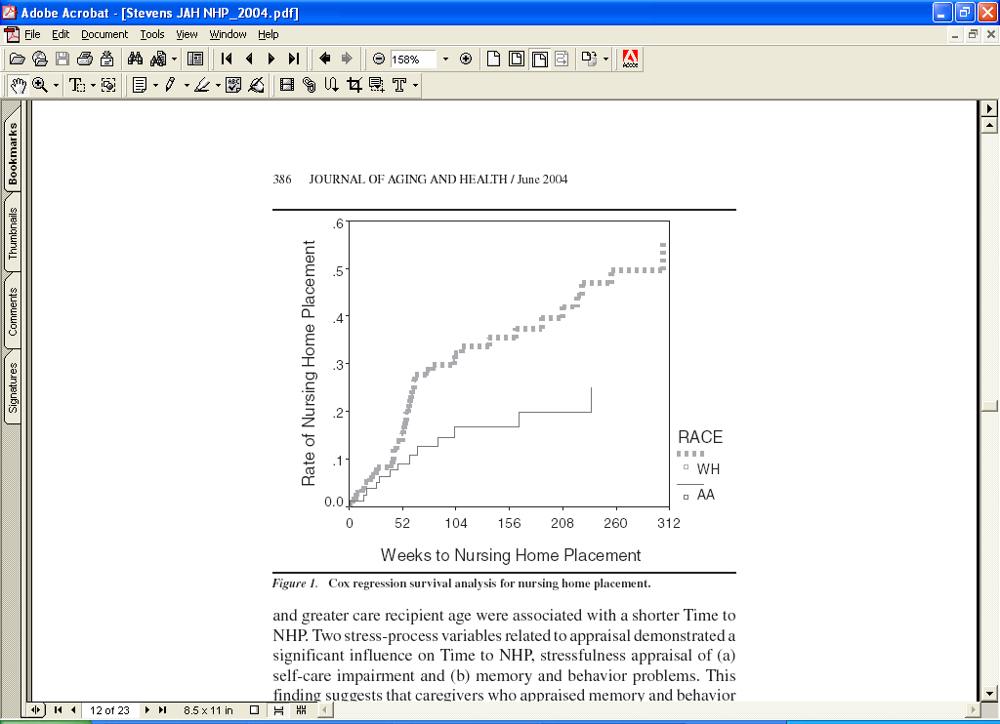 Adobe Acrobat - [Stevens JAH NHP_2004.pdf]
File Edit Document Tools View Window Help
158%
Adobe
Bookmarks
Thumbnails
Comments
Signatures
386 JOURNAL OF AGING AND HEALTH / June 2004
Rate of Nursing Home Placement
.6
.5
.4
.3
.2
.1
0.0
0 52 104 156 208 260 312
Weeks to Nursing Home Placement
RACE
WH
AA
Figure 1. Cox regression survival analysis for nursing home placement.
and greater care recipient age were associated with a shorter Time to
NHP. Two stress-process variables related to appraisal demonstrated a
significant influence on Time to NHP, stressfulness appraisal of (a)
self-care impairment and (b) memory and behavior problems. This
finding suggests that caregivers who appraised memory and behavior
12 of 23 8.5 x 11 in